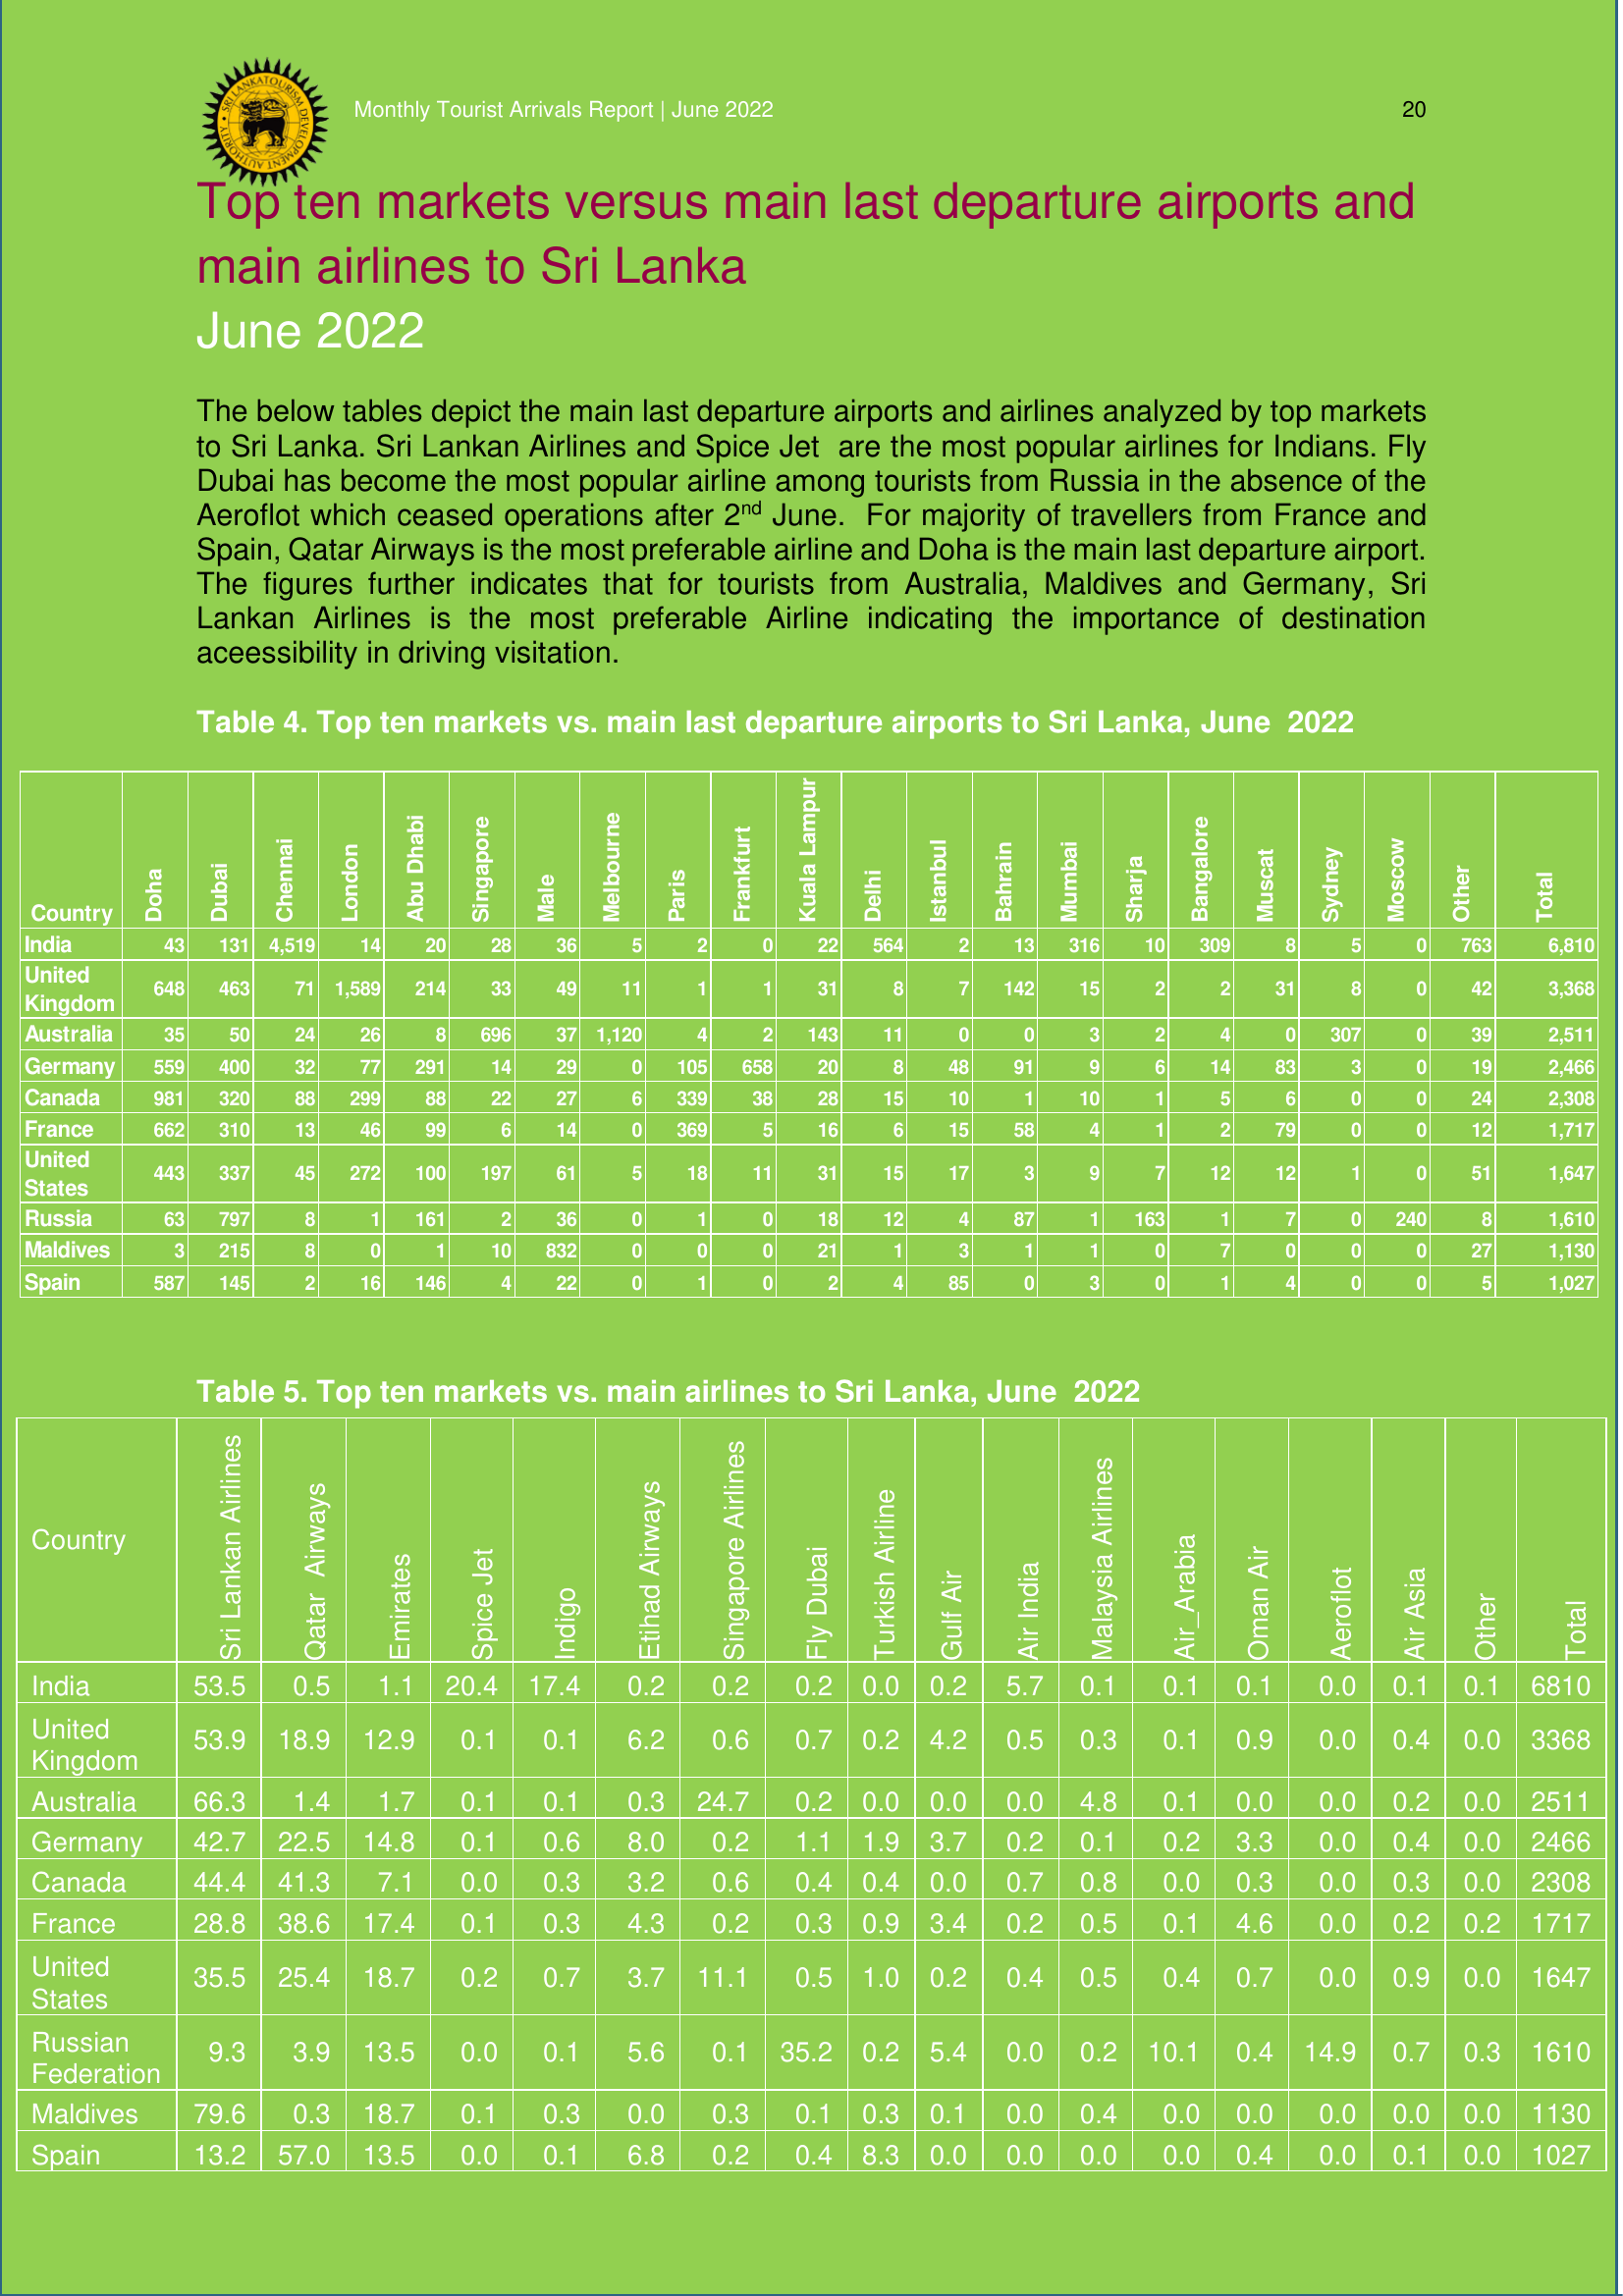 SRI LANKA TOURISM DEVELOPMENT AUTHORITY
Monthly Tourist Arrivals Report | June 2022 20
Top ten markets versus main last departure airports and
main airlines to Sri Lanka
June 2022
The below tables depict the main last departure airports and airlines analyzed by top markets
to Sri Lanka. Sri Lankan Airlines and Spice Jet are the most popular airlines for Indians. Fly
Dubai has become the most popular airline among tourists from Russia in the absence of the
Aeroflot which ceased operations after 2nd June. For majority of travellers from France and
Spain, Qatar Airways is the most preferable airline and Doha is the main last departure airport.
The figures further indicates that for tourists from Australia, Maldives and Germany, Sri
Lankan Airlines is the most preferable Airline indicating the importance of destination
aceessibility in driving visitation.
Table 4. Top ten markets vs. main last departure airports to Sri Lanka, June 2022
Country Doha Dubai Chennai London Abu Dhabi Singapore Male Melbourne Paris Frankfurt Kuala Lampur Delhi Istanbul Bahrain Mumbai Sharja Bangalore Muscat Sydney Moscow Other Total
India 43 131 4,519 14 20 28 36 5 2 0 22 564 2 13 316 10 309 8 5 0 763 6,810
United
Kingdom 648 463 71 1,589 214 33 49 11 1 1 31 8 7 142 15 2 2 31 8 0 42 3,368
Australia 35 50 24 26 8 696 37 1,120 4 2 143 11 0 0 3 2 4 0 307 0 39 2,511
Germany 559 400 32 77 291 14 29 0 105 658 20 8 48 91 9 6 14 83 3 0 19 2,466
Canada 981 320 88 299 88 22 27 6 339 38 28 15 10 1 10 1 5 6 0 0 24 2,308
France 662 310 13 46 99 6 14 0 369 5 16 6 15 58 4 1 2 79 0 0 12 1,717
United
States 443 337 45 272 100 197 61 5 18 11 31 15 17 3 9 7 12 12 1 0 51 1,647
Russia 63 797 8 1 161 2 36 0 1 0 18 12 4 87 1 163 1 7 0 240 8 1,610
Maldives 3 215 8 0 1 10 832 0 0 0 21 1 3 1 1 0 7 0 0 0 27 1,130
Spain 587 145 2 16 146 4 22 0 1 0 2 4 85 0 3 0 1 4 0 0 5 1,027
Table 5. Top ten markets vs. main airlines to Sri Lanka, June 2022
Country Sri Lankan Airlines Qatar Airways Emirates Spice Jet Indigo Etihad Airways Singapore Airlines Fly Dubai Turkish Airline Gulf Air Air India Malaysia Airlines Air_Arabia Oman Air Aeroflot Air Asia Other Total
India 53.5 0.5 1.1 20.4 17.4 0.2 0.2 0.2 0.0 0.2 5.7 0.1 0.1 0.1 0.0 0.1 0.1 6810
United
Kingdom 53.9 18.9 12.9 0.1 0.1 6.2 0.6 0.7 0.2 4.2 0.5 0.3 0.1 0.9 0.0 0.4 0.0 3368
Australia 66.3 1.4 1.7 0.1 0.1 0.3 24.7 0.2 0.0 0.0 0.0 4.8 0.1 0.0 0.0 0.2 0.0 2511
Germany 42.7 22.5 14.8 0.1 0.6 8.0 0.2 1.1 1.9 3.7 0.2 0.1 0.2 3.3 0.0 0.4 0.0 2466
Canada 44.4 41.3 7.1 0.0 0.3 3.2 0.6 0.4 0.4 0.0 0.7 0.8 0.0 0.3 0.0 0.3 0.0 2308
France 28.8 38.6 17.4 0.1 0.3 4.3 0.2 0.3 0.9 3.4 0.2 0.5 0.1 4.6 0.0 0.2 0.2 1717
United
States 35.5 25.4 18.7 0.2 0.7 3.7 11.1 0.5 1.0 0.2 0.4 0.5 0.4 0.7 0.0 0.9 0.0 1647
Russian
Federation 9.3 3.9 13.5 0.0 0.1 5.6 0.1 35.2 0.2 5.4 0.0 0.2 10.1 0.4 14.9 0.7 0.3 1610
Maldives 79.6 0.3 18.7 0.1 0.3 0.0 0.3 0.1 0.3 0.1 0.0 0.4 0.0 0.0 0.0 0.0 0.0 1130
Spain 13.2 57.0 13.5 0.0 0.1 6.8 0.2 0.4 8.3 0.0 0.0 0.0 0.0 0.4 0.0 0.1 0.0 1027